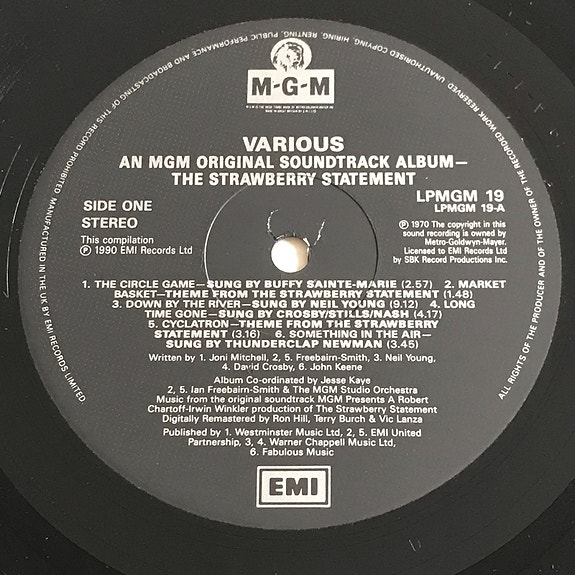 M-G-M
VARIOUS
AN MGM ORIGINAL SOUNDTRACK ALBUM—
THE STRAWBERRY STATEMENT
SIDE ONE
STEREO
LPMGM 19
LPMGM 19-A
This compilation
Ⓟ 1990 EMI Records Ltd
Ⓟ 1970 The copyright in this
sound recording is owned by
Metro-Goldwyn-Mayer.
Licensed to EMI Records Ltd
by SBK Record Productions Inc.
1. THE CIRCLE GAME—SUNG BY BUFFY SAINTE-MARIE (2.57) 2. MARKET
BASKET—THEME FROM THE STRAWBERRY STATEMENT (1.48)
3. DOWN BY THE RIVER—SUNG BY NEIL YOUNG (9.12) 4. LONG
TIME GONE—SUNG BY CROSBY/STILLS/NASH (4.17)
5. CYCLATRON—THEME FROM THE STRAWBERRY
STATEMENT (3.16) 6. SOMETHING IN THE AIR—
SUNG BY THUNDERCLAP NEWMAN (3.45)
Written by 1. Joni Mitchell, 2, 5. Freebairn-Smith, 3. Neil Young,
4. David Crosby, 6. John Keene
Album Co-ordinated by Jesse Kaye
2, 5. Ian Freebairn-Smith & The MGM Studio Orchestra
Music from the original soundtrack MGM Presents A Robert
Chartoff-Irwin Winkler production of The Strawberry Statement
Digitally Remastered by Ron Hill, Terry Burch & Vic Lanza
Published by 1. Westminster Music Ltd, 2, 5. EMI United
Partnership, 3, 4. Warner Chappell Music Ltd,
6. Fabulous Music
EMI
MANUFACTURED IN THE UK BY EMI RECORDS LIMITED
ALL RIGHTS OF THE PRODUCER AND OF THE OWNER OF THE RECORDED WORK RESERVED UNAUTHORISED COPYING, HIRING, RENTING, PUBLIC PERFORMANCE AND BROADCASTING OF THIS RECORD PROHIBITED